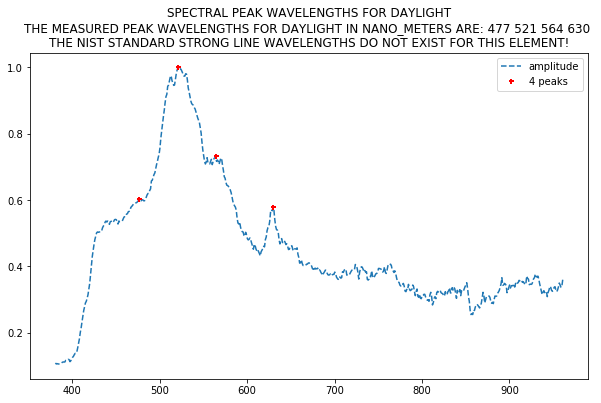 SPECTRAL PEAK WAVELENGTHS FOR DAYLIGHT
THE MEASURED PEAK WAVELENGTHS FOR DAYLIGHT IN NANO_METERS ARE: 477 521 564 630
THE NIST STANDARD STRONG LINE WAVELENGTHS DO NOT EXIST FOR THIS ELEMENT!
amplitude
4 peaks
1.0
0.8
0.6
0.4
0.2
400 500 600 700 800 900